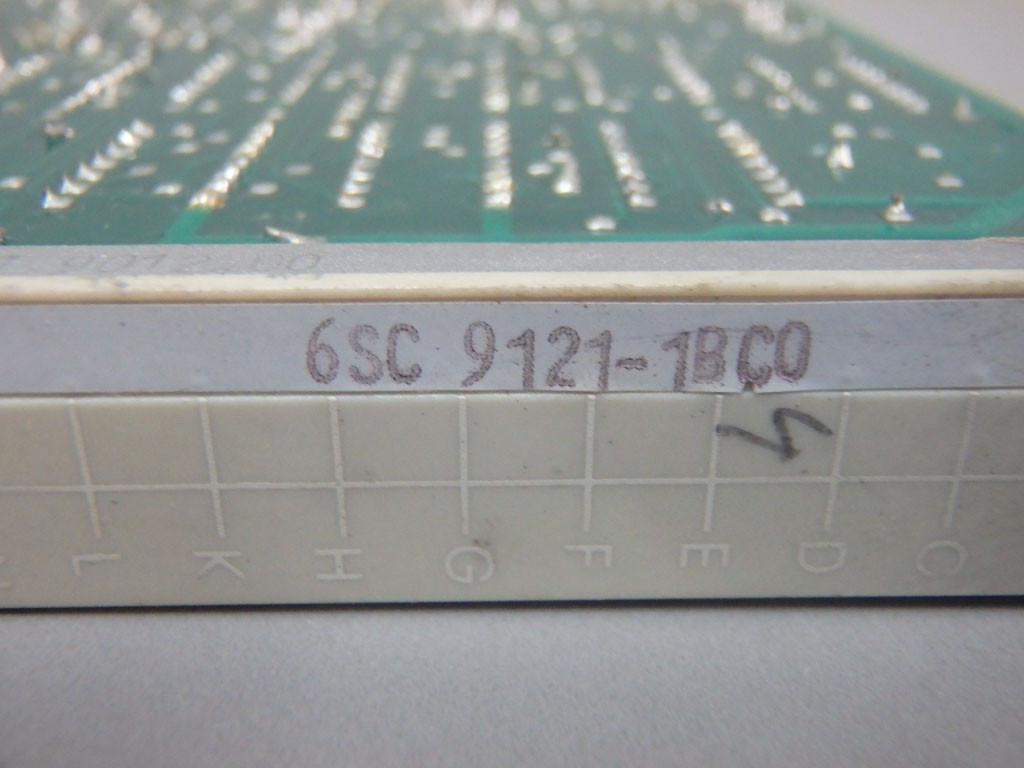 6SC 9121-1BC0
L K H G F E D C